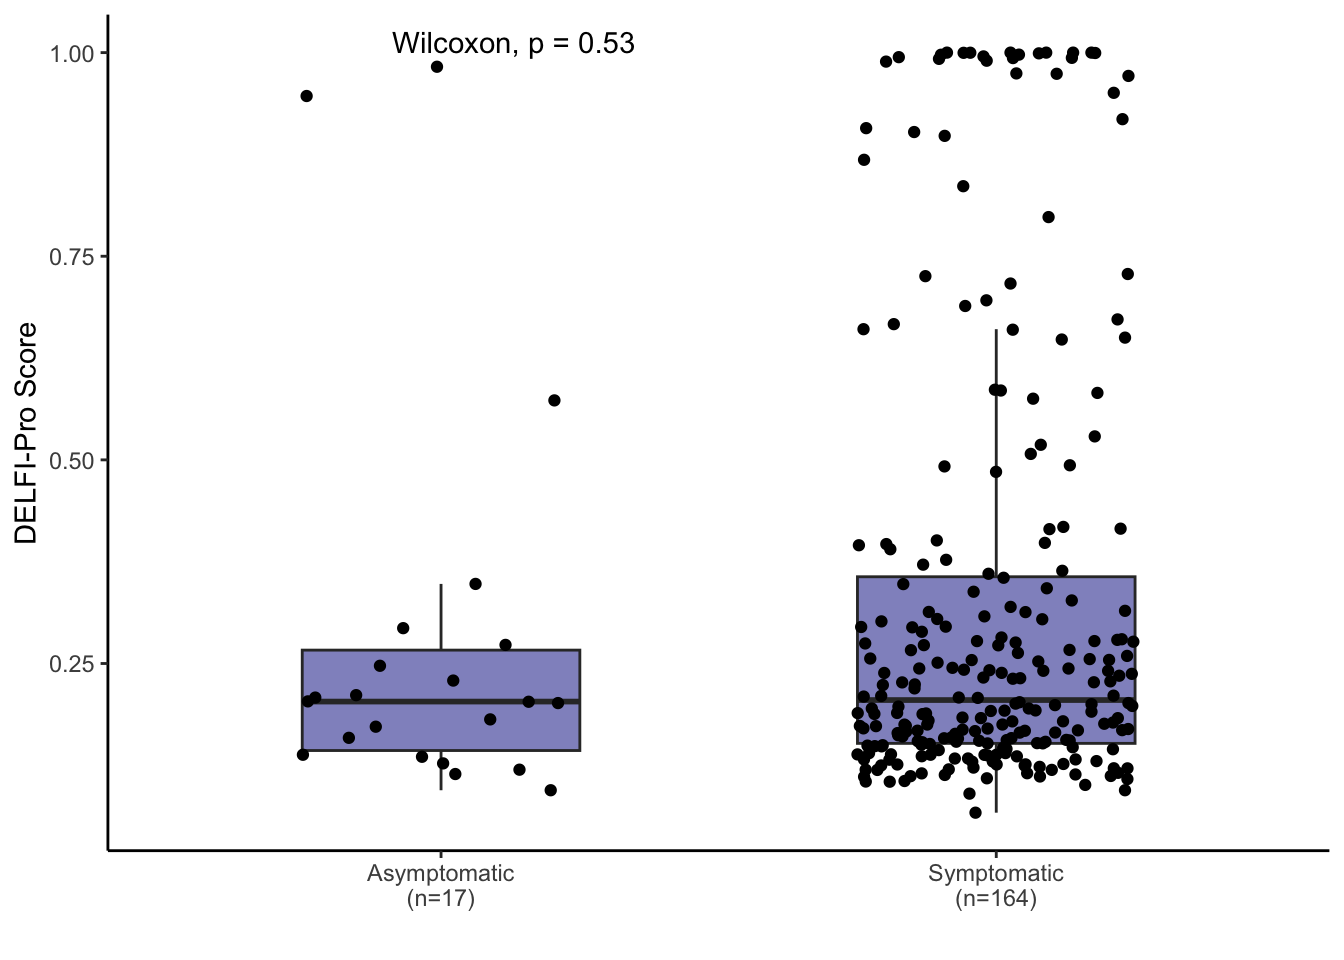 Wilcoxon, p = 0.53
1.00
0.75
0.50
0.25
DELFI-Pro Score
Asymptomatic
(n=17)
Symptomatic
(n=164)